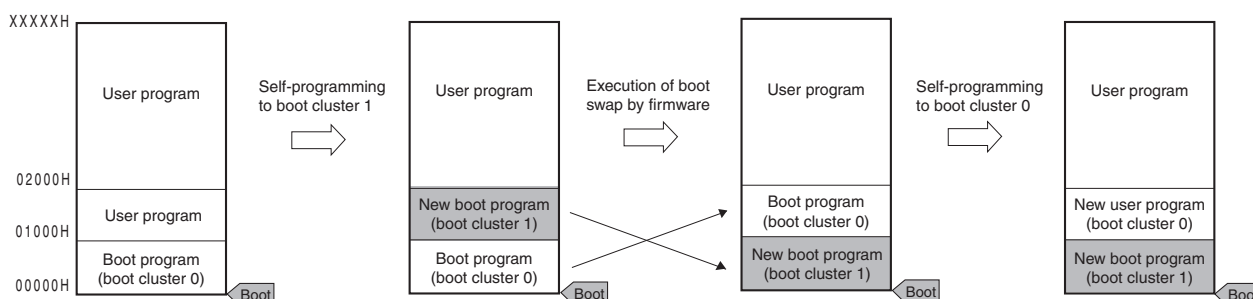 XXXXXH
User program
Self-programming
to boot cluster 1
User program
Execution of boot
swap by firmware
User program
Self-programming
to boot cluster 0
User program
02000H
User program
New boot program
(boot cluster 1)
Boot program
(boot cluster 0)
New user program
(boot cluster 0)
01000H
Boot program
(boot cluster 0)
Boot program
(boot cluster 0)
New boot program
(boot cluster 1)
New boot program
(boot cluster 1)
00000H
Boot
Boot
Boot
Boot